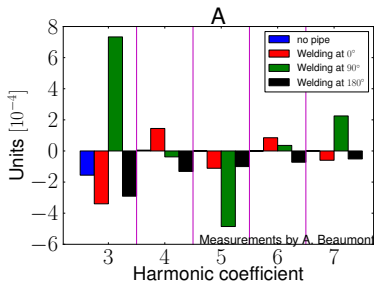 A
8
6
4
2
0
−2
−4
−6
Units [10⁻⁴]
no pipe
Welding at 0°
Welding at 90°
Welding at 180°
Measurements by A. Beaumont
3 4 5 6 7
Harmonic coefficient